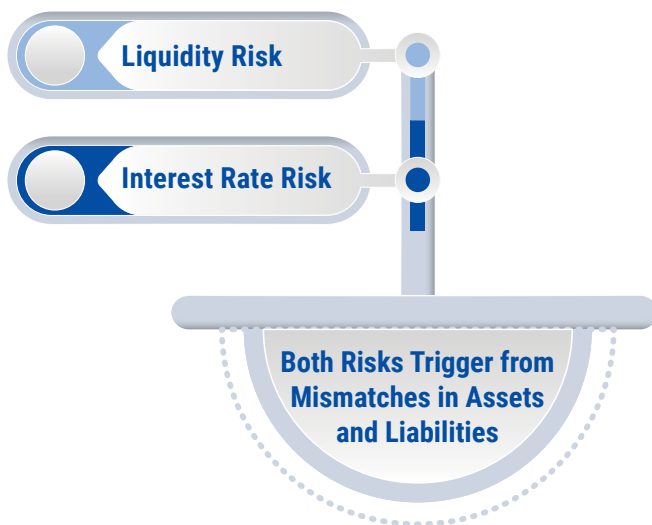 Liquidity Risk
Interest Rate Risk
Both Risks Trigger from
Mismatches in Assets
and Liabilities